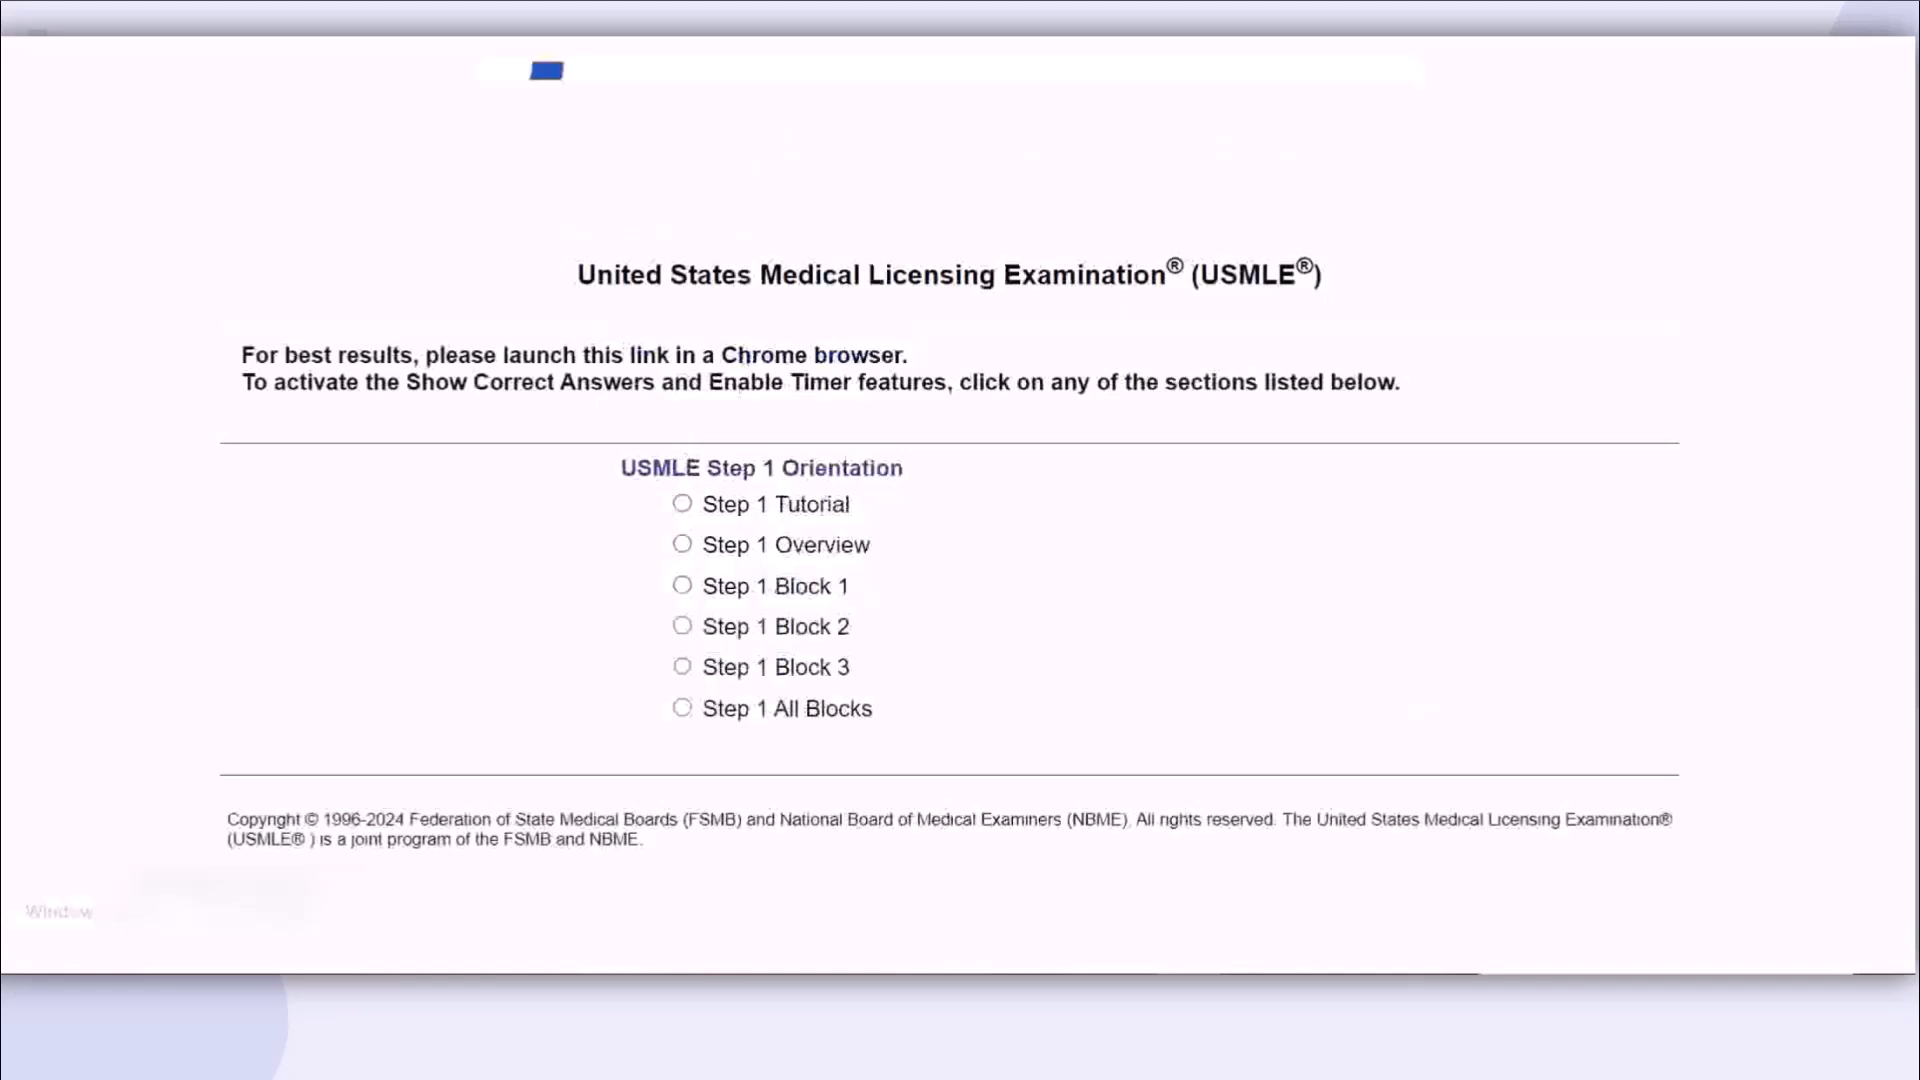 United States Medical Licensing Examination® (USMLE®)
For best results, please launch this link in a Chrome browser.
To activate the Show Correct Answers and Enable Timer features, click on any of the sections listed below.
USMLE Step 1 Orientation
Step 1 Tutorial
Step 1 Overview
Step 1 Block 1
Step 1 Block 2
Step 1 Block 3
Step 1 All Blocks
Copyright © 1996-2024 Federation of State Medical Boards (FSMB) and National Board of Medical Examiners (NBME). All rights reserved. The United States Medical Licensing Examination®
(USMLE® ) is a joint program of the FSMB and NBME.
Window